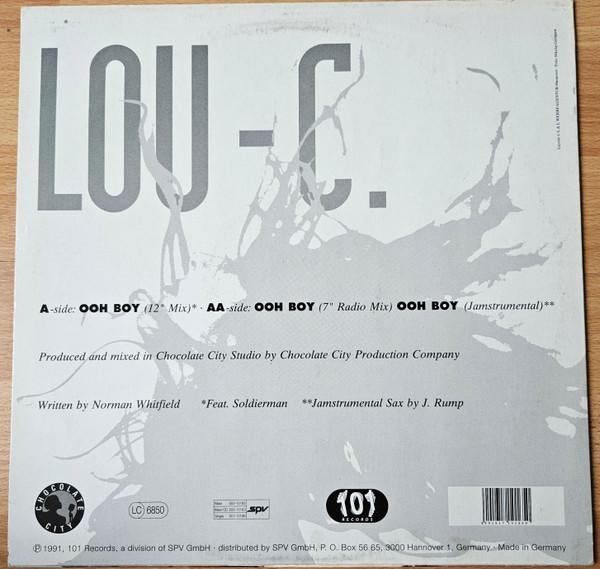 LOU-C.
A-side: OOH BOY (12" Mix)* · AA-side: OOH BOY (7" Radio Mix) OOH BOY (Jamstrumental)**
Produced and mixed in Chocolate City Studio by Chocolate City Production Company
Written by Norman Whitfield *Feat. Soldierman **Jamstrumental Sax by J. Rump
CHOCOLATE CITY
LC 6850
SPV
101 RECORDS
℗ 1991, 101 Records, a division of SPV GmbH · distributed by SPV GmbH, P. O. Box 56 65, 3000 Hannover 1, Germany · Made in Germany